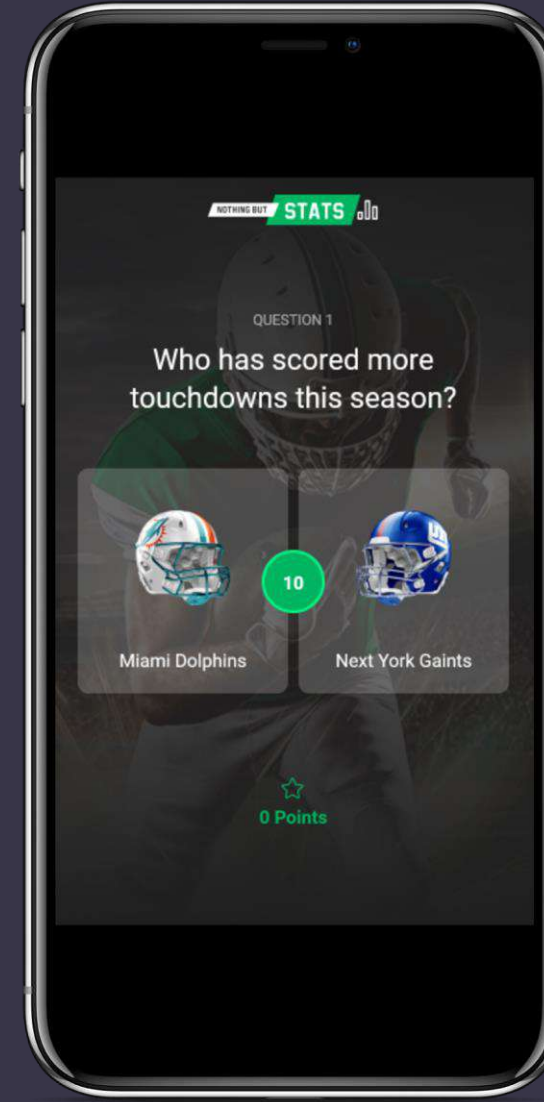 NOTHING BUT STATS
QUESTION 1
Who has scored more
touchdowns this season?
10
Miami Dolphins
Next York Gaints
0 Points